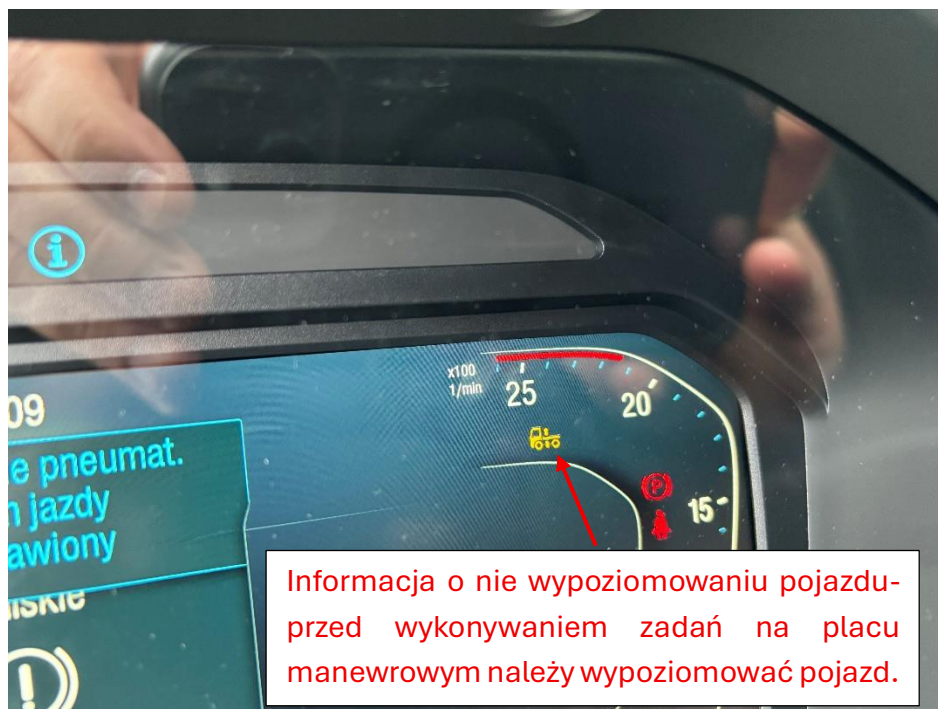 x100
1/min
25
20
15
09
e pneumat.
jazdy
awiony
P
Informacja o nie wypoziomowaniu pojazdu-
przed wykonywaniem zadań na placu
manewrowym należy wypoziomować pojazd.